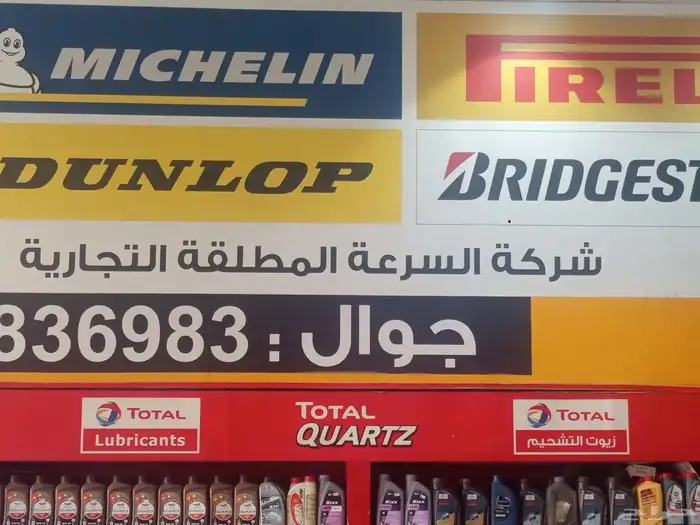 MICHELIN
PIREL
DUNLOP
BRIDGEST
شركة السرعة المطلقة التجارية
جوال : 836983
TOTAL
Lubricants
TOTAL
QUARTZ
TOTAL
زيوت التشحيم